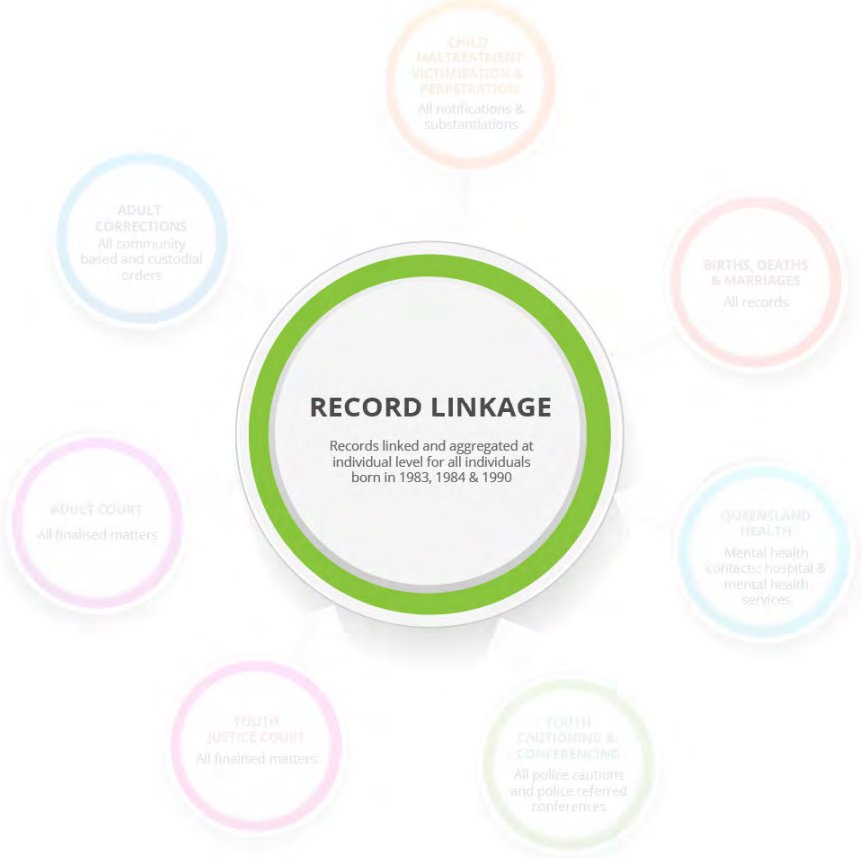 CHILD
MALTREATMENT
VICTIMISATION &
PERPETRATION
All notifications &
substantiations
ADULT
CORRECTIONS
All community
based and custodial
orders
BIRTHS, DEATHS
& MARRIAGES
All records
RECORD LINKAGE
Records linked and aggregated at
individual level for all individuals
born in 1983, 1984 & 1990
ADULT COURT
All finalised matters
QUEENSLAND
HEALTH
Mental health
contacts; hospital &
mental health
services
YOUTH
JUSTICE COURT
All finalised matters
YOUTH
CAUTIONING &
CONFERENCING
All police cautions
and police referred
conferences